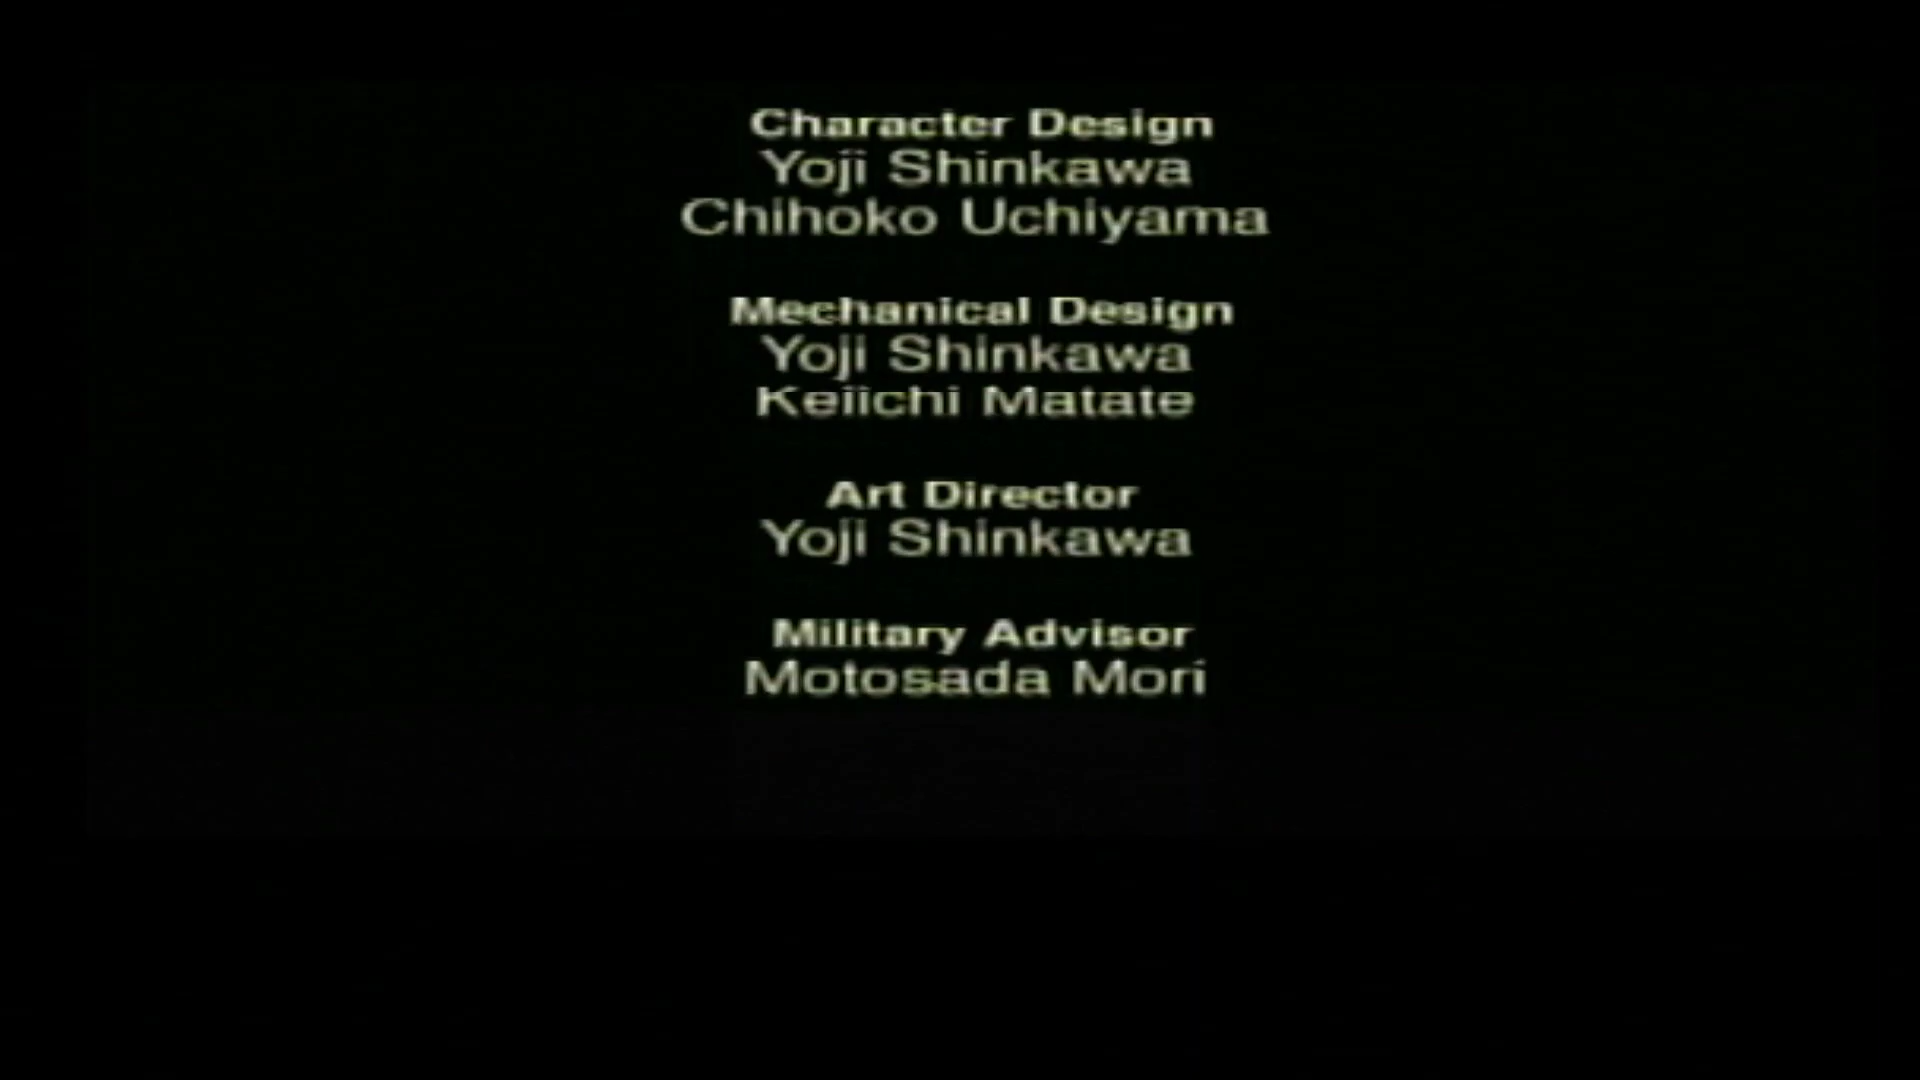 Character Design
Yoji Shinkawa
Chihoko Uchiyama
Mechanical Design
Yoji Shinkawa
Keiichi Matate
Art Director
Yoji Shinkawa
Military Advisor
Motosada Mori